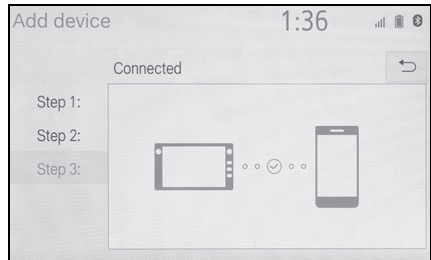 Add device 1:36
Connected
Step 1:
Step 2:
Step 3: